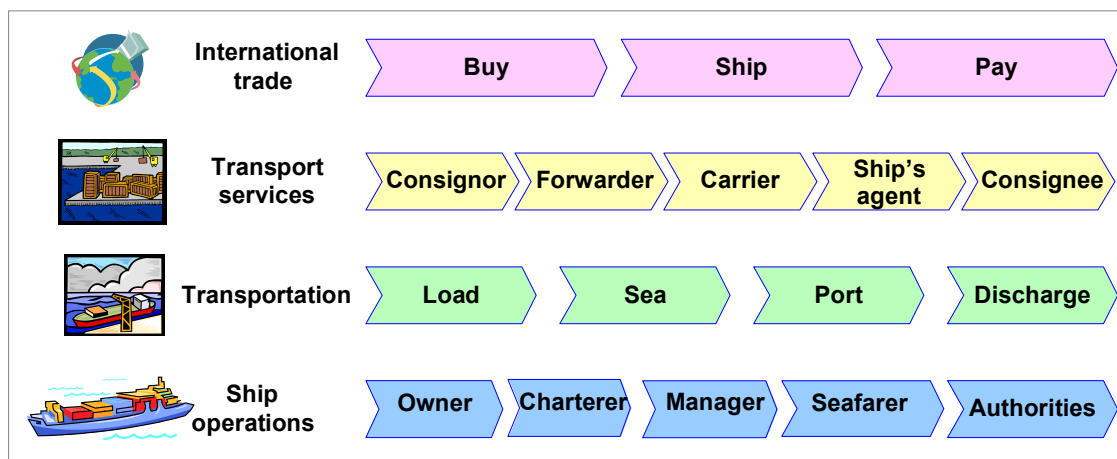 International
trade
Buy
Ship
Pay
Transport
services
Consignor
Forwarder
Carrier
Ship's
agent
Consignee
Transportation
Load
Sea
Port
Discharge
Ship
operations
Owner
Charterer
Manager
Seafarer
Authorities